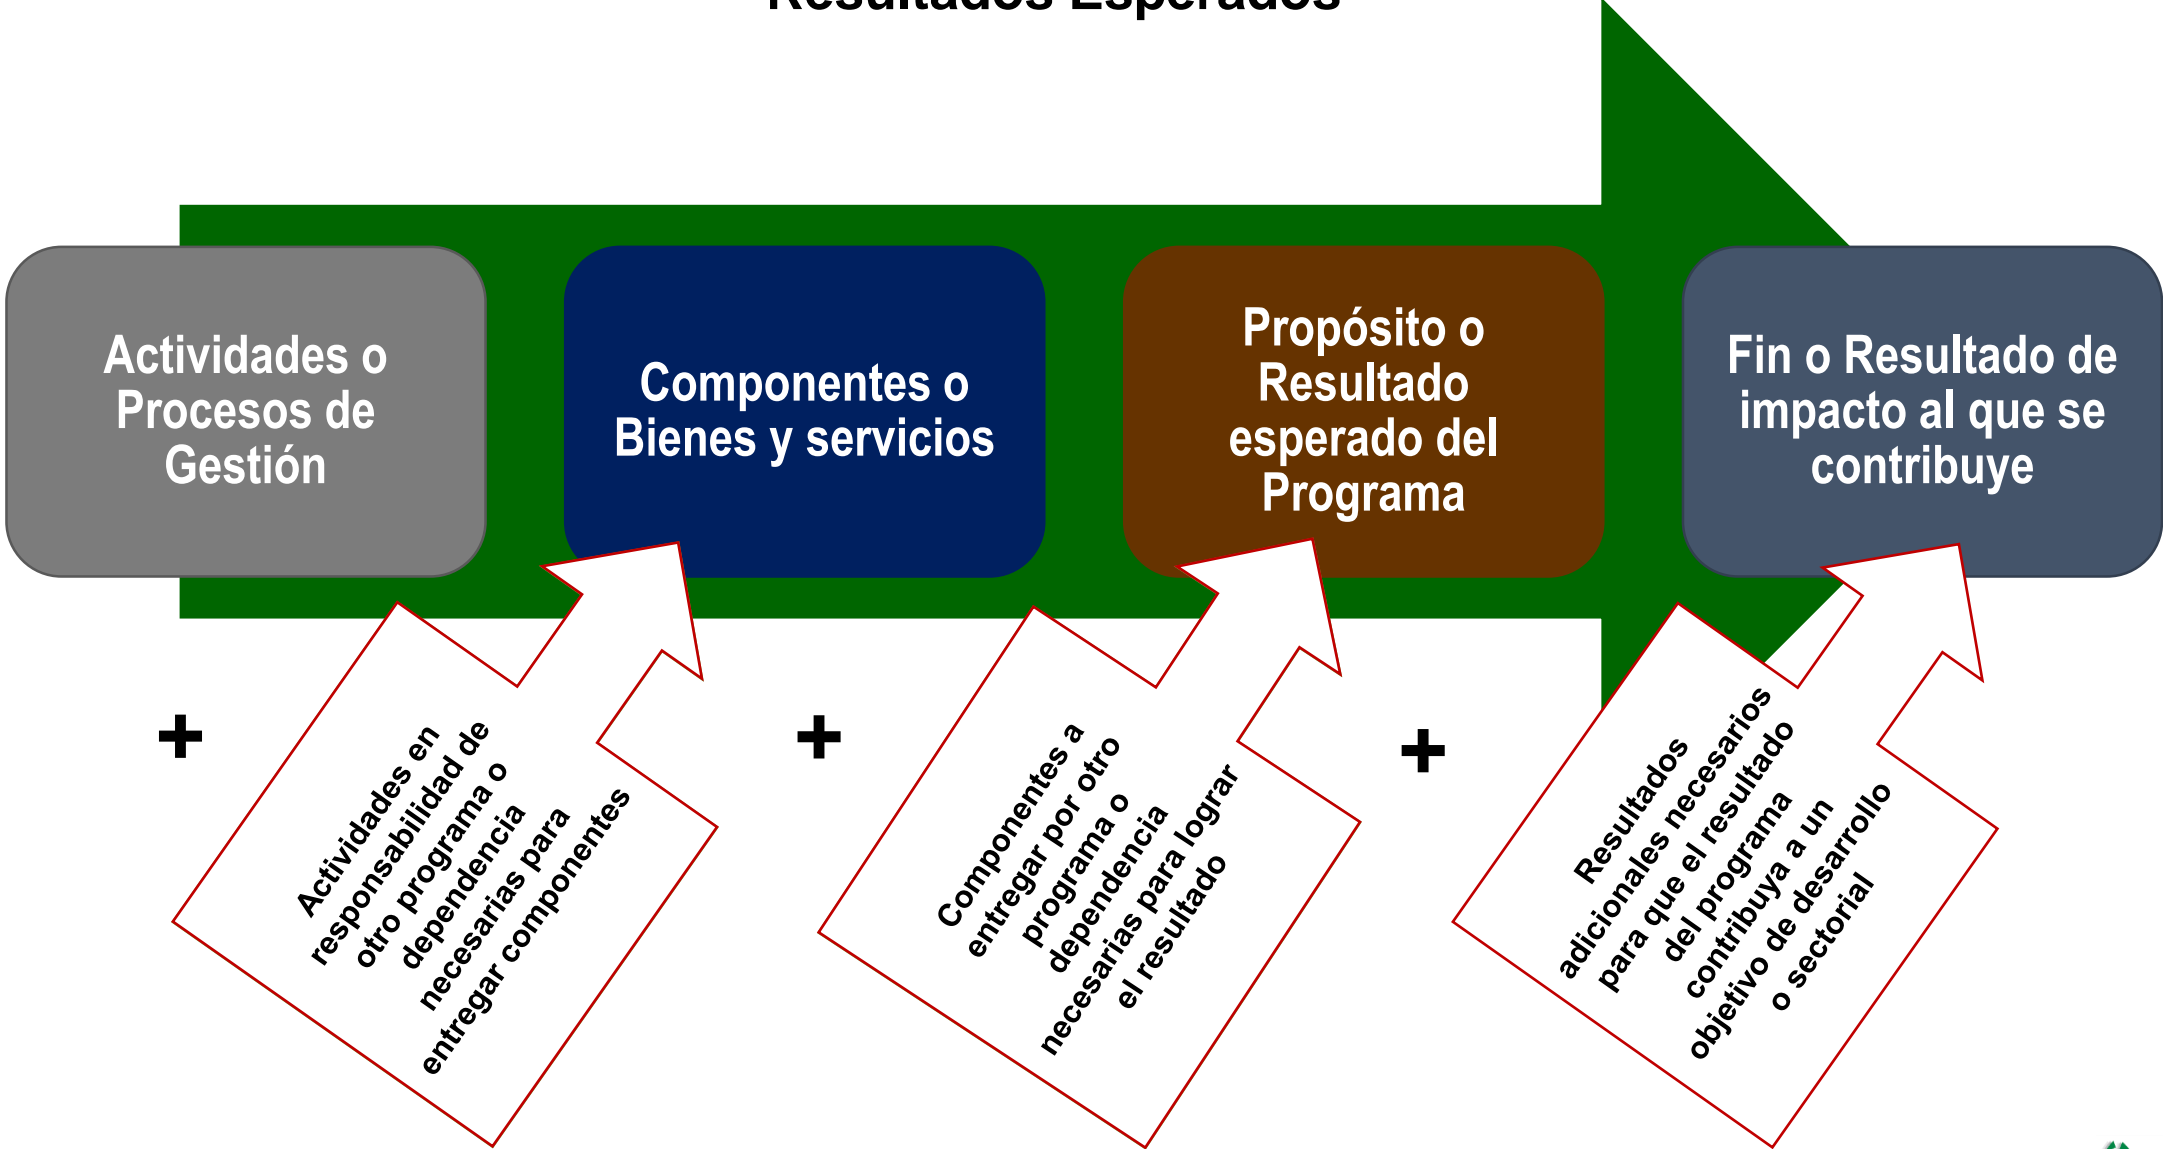 Resultados Esperados
Actividades o
Procesos de
Gestión
Componentes o
Bienes y servicios
Propósito o
Resultado
esperado del
Programa
Fin o Resultado de
impacto al que se
contribuye
+
Actividades en
responsabilidad de
otro programa o
dependencia
necesarias para
entregar componentes
+
Componentes a
entregar por otro
programa o
dependencia
necesarias para lograr
el resultado
+
Resultados
adicionales necesarios
para que el resultado
del programa
contribuya a un
objetivo de desarrollo
o sectorial